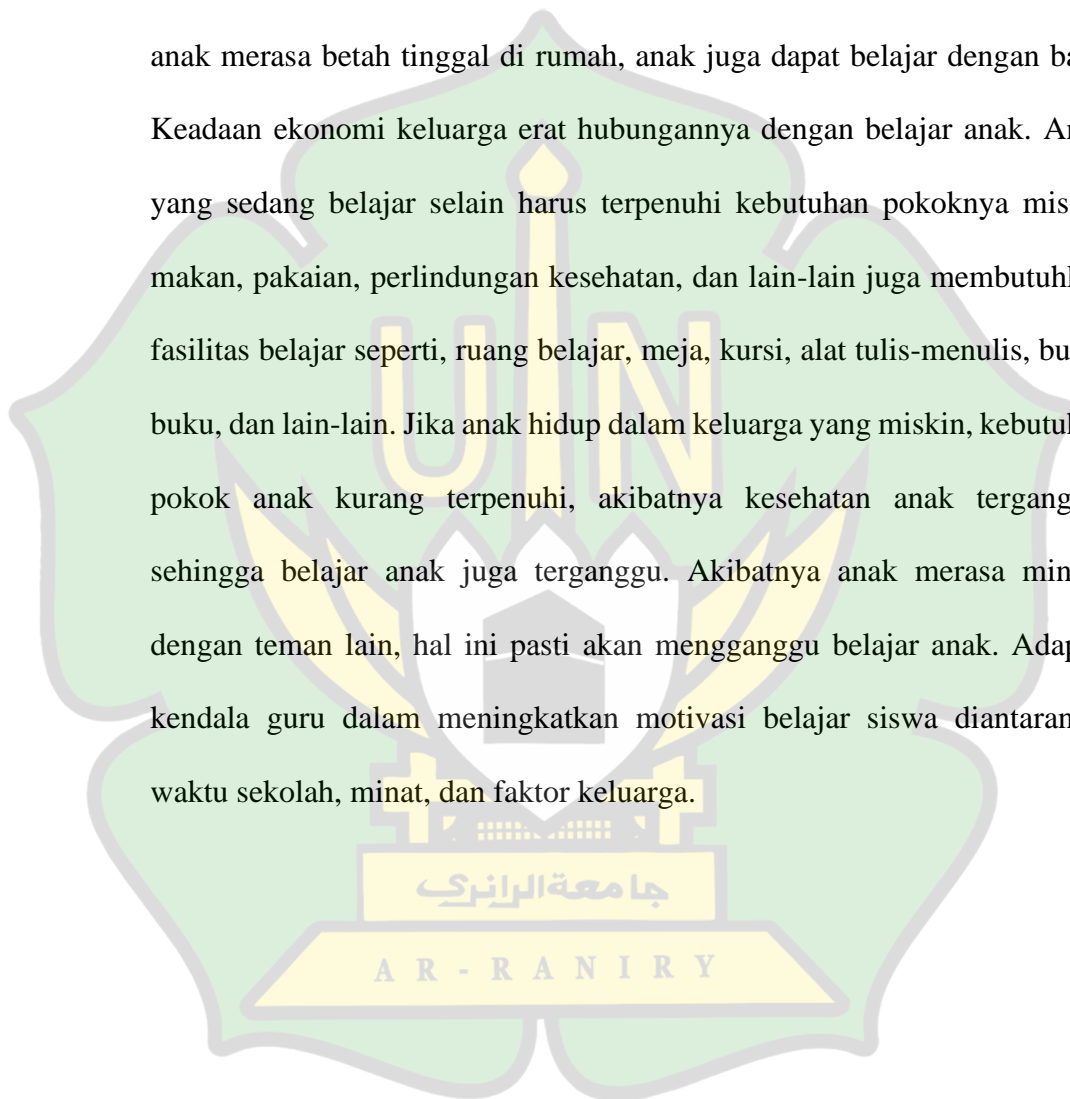 anak merasa betah tinggal di rumah, anak juga dapat belajar dengan
Keadaan ekonomi keluarga erat hubungannya dengan belajar anak.
yang sedang belajar selain harus terpenuhi kebutuhan pokoknya
makan, pakaian, perlindungan kesehatan, dan lain-lain juga
fasilitas belajar seperti, ruang belajar, meja, kursi, alat tulis-menulis,
buku, dan lain-lain. Jika anak hidup dalam keluarga yang miskin,
pokok anak kurang terpenuhi, akibatnya kesehatan anak
sehingga belajar anak juga terganggu. Akibatnya anak merasa
dengan teman lain, hal ini pasti akan mengganggu belajar anak.
kendala guru dalam meningkatkan motivasi belajar siswa
waktu sekolah, minat, dan faktor keluarga.
UIN
جامعة الرانري
AR-RANIRY